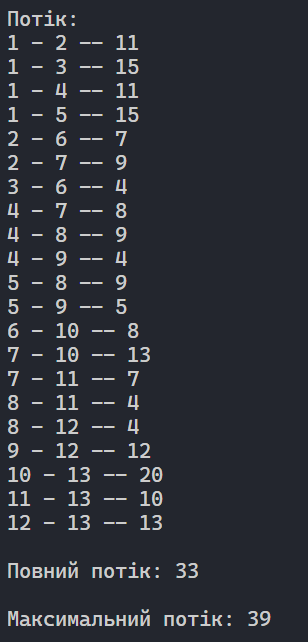 Потік:
1 - 2 -- 11
1 - 3 -- 15
1 - 4 -- 11
1 - 5 -- 15
2 - 6 -- 7
2 - 7 -- 9
3 - 6 -- 4
4 - 7 -- 8
4 - 8 -- 9
4 - 9 -- 4
5 - 8 -- 9
5 - 9 -- 5
6 - 10 -- 8
7 - 10 -- 13
7 - 11 -- 7
8 - 11 -- 4
8 - 12 -- 4
9 - 12 -- 12
10 - 13 -- 20
11 - 13 -- 10
12 - 13 -- 13
Повний потік: 33
Максимальний потік: 39